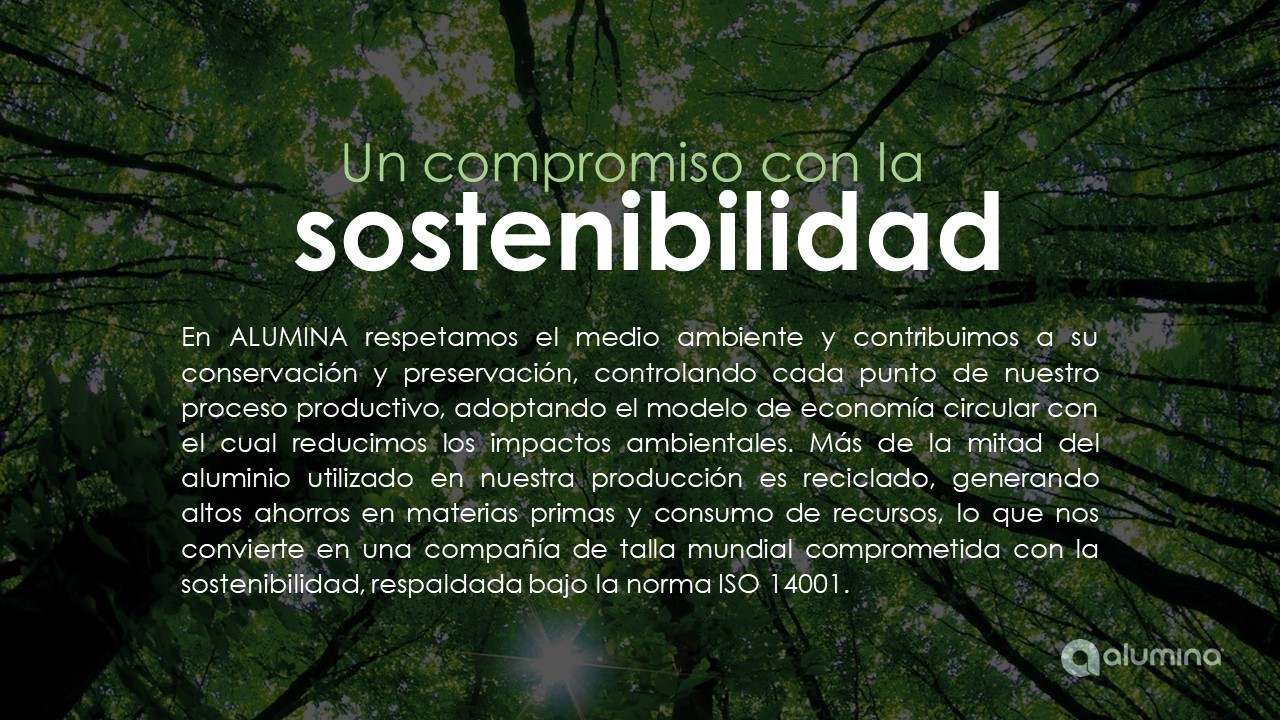 Un compromiso con la
sostenibilidad
En ALUMINA respetamos el medio ambiente y contribuimos a su
conservación y preservación, controlando cada punto de nuestro
proceso productivo, adoptando el modelo de economía circular con
el cual reducimos los impactos ambientales. Más de la mitad del
aluminio utilizado en nuestra producción es reciclado, generando
altos ahorros en materias primas y consumo de recursos, lo que nos
convierte en una compañía de talla mundial comprometida con la
sostenibilidad, respaldada bajo la norma ISO 14001.
alumina